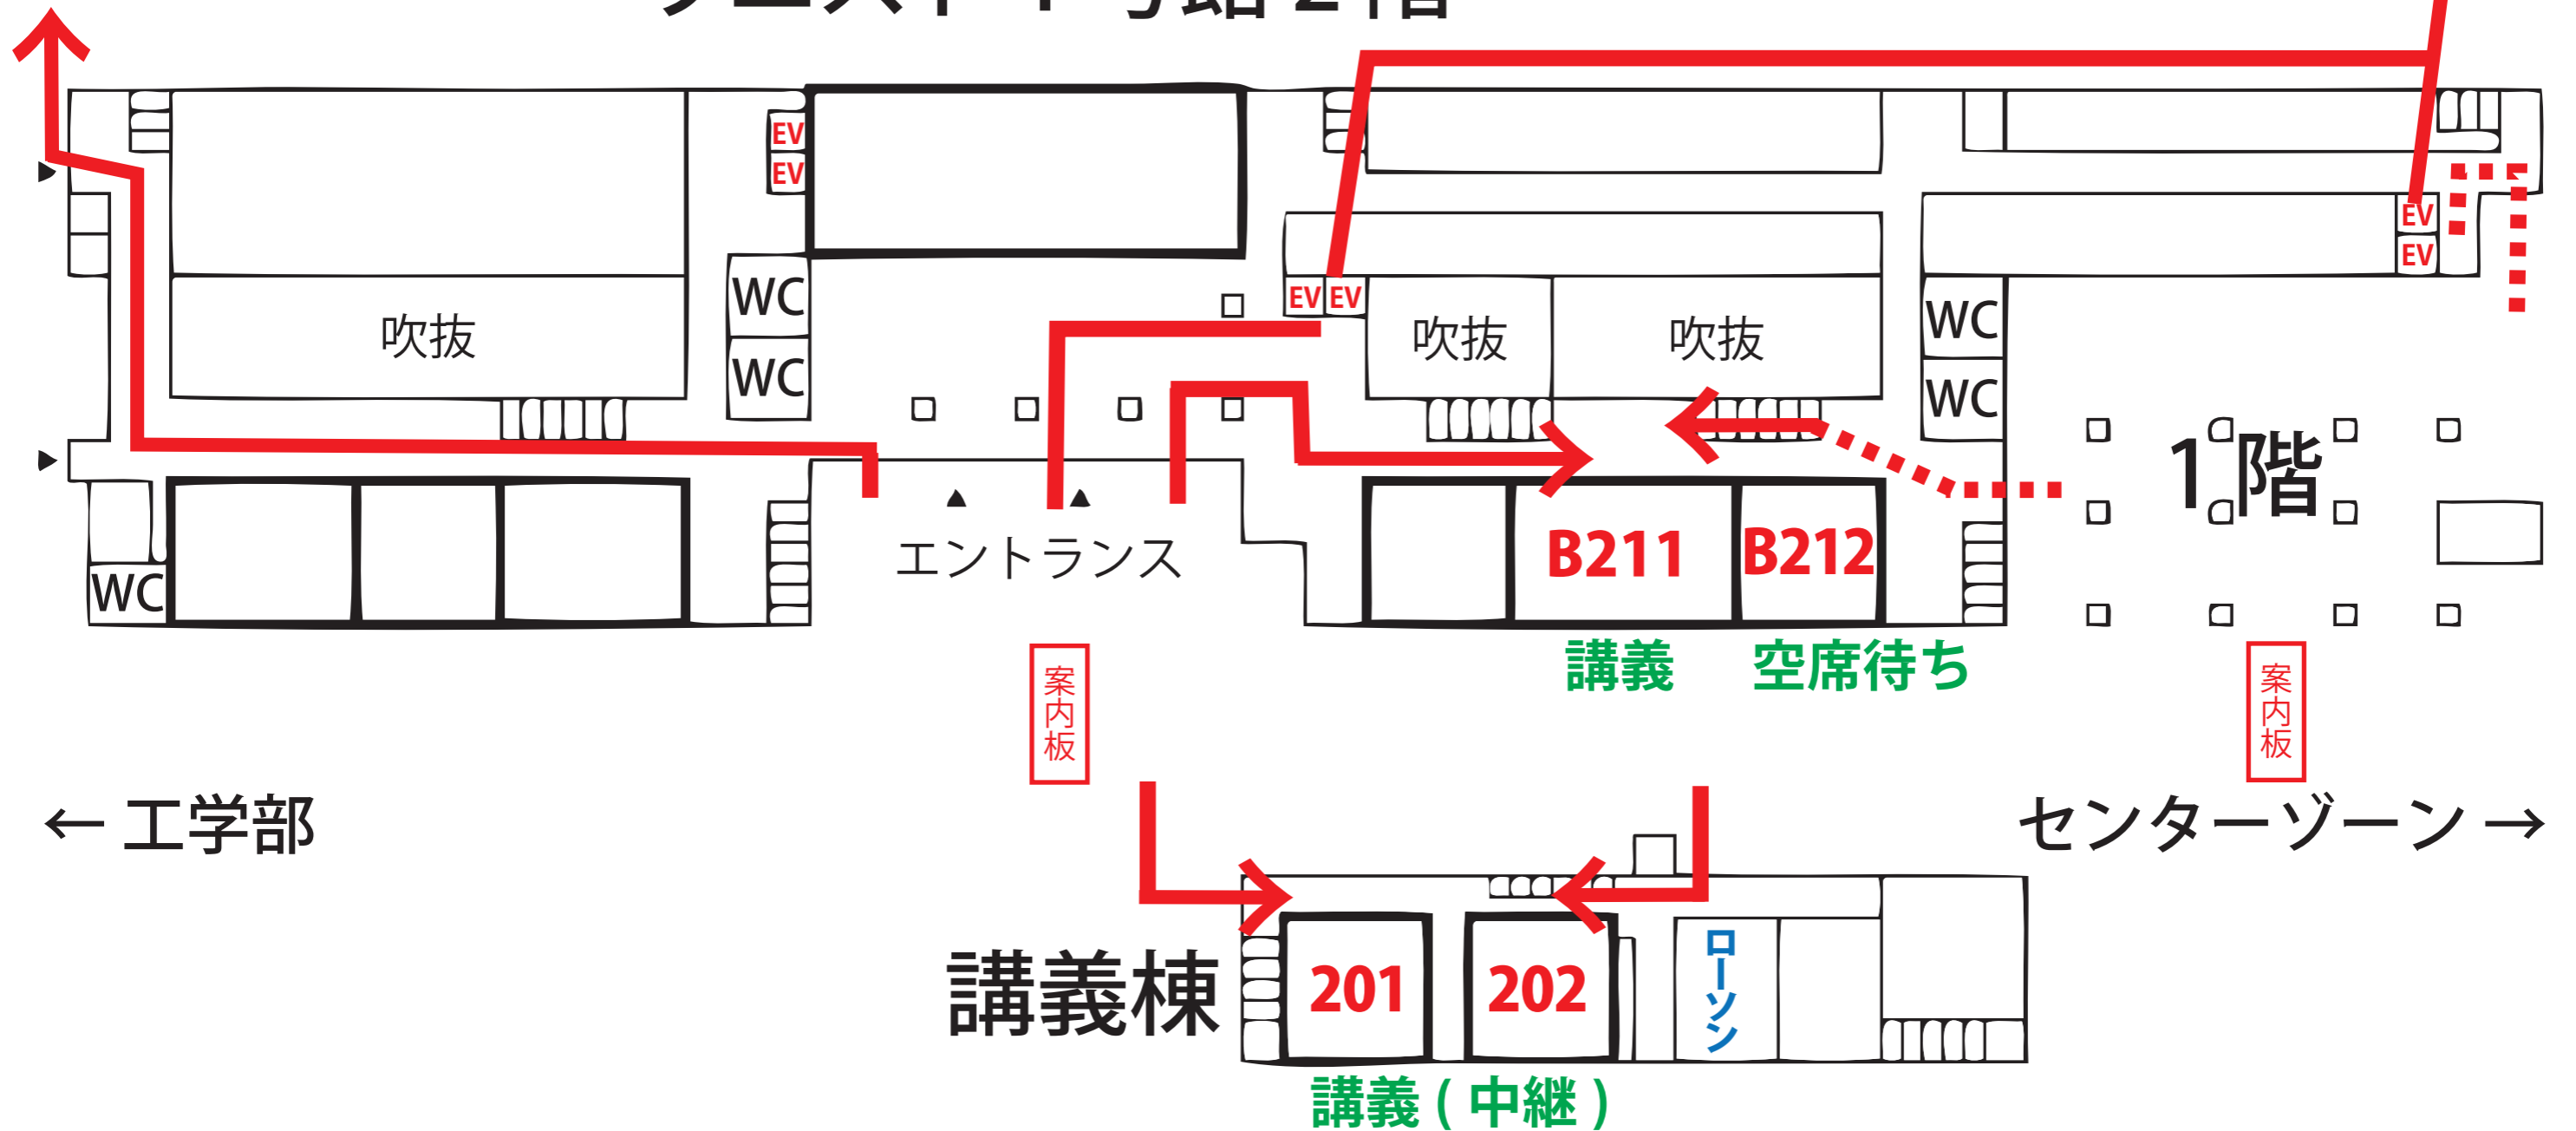 EV
EV
EV
EV
EV
EV
WC
WC
吹抜
吹抜
吹抜
WC
WC
1階
エントランス
B211
B212
WC
講義
空席待ち
案内板
案内板
← 工学部
センターゾーン →
講義棟
201
202
ローソン
講義(中継)